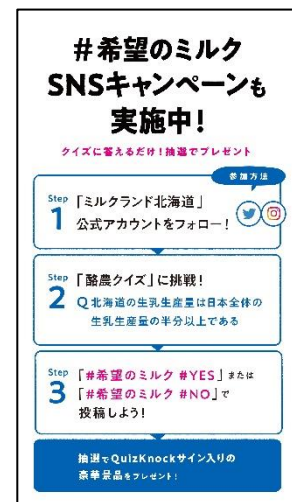 #希望のミルク
SNSキャンペーンも
実施中!
クイズに答えるだけ!抽選でプレゼント
参加方法
Step 1
「ミルクランド北海道」
公式アカウントをフォロー!
Step 2
「酪農クイズ」に挑戦!
Q 北海道の生乳生産量は日本全体の
生乳生産量の半分以上である
Step 3
「#希望のミルク #YES」または
「#希望のミルク #NO」で
投稿しよう!
抽選でQuizKnockサイン入りの
豪華景品をプレゼント!